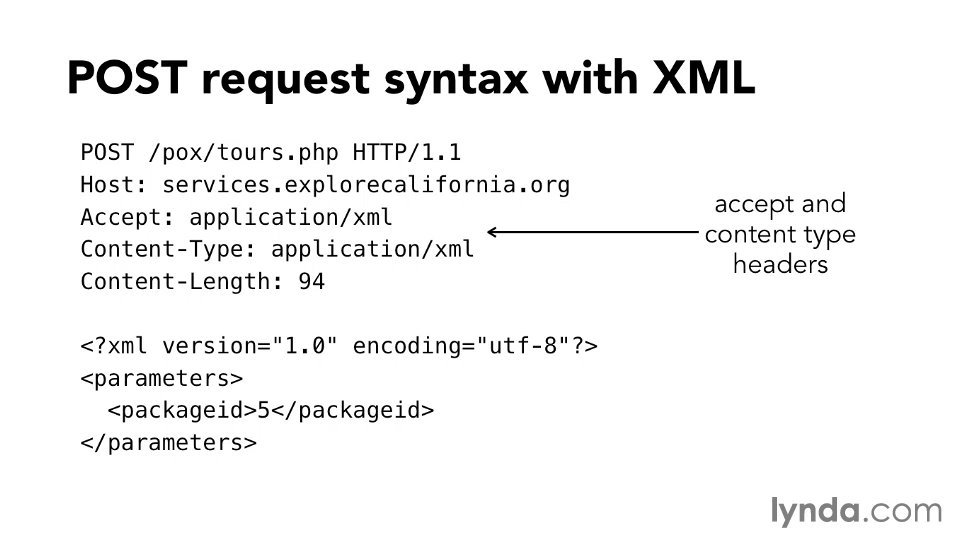 POST request syntax with XML
POST /pox/tours.php HTTP/1.1
Host: services.explorecalifornia.org
Accept: application/xml
Content-Type: application/xml
Content-Length: 94
accept and
content type
headers
<?xml version="1.0" encoding="utf-8"?>
<parameters>
  <packageid>5</packageid>
</parameters>
lynda.com